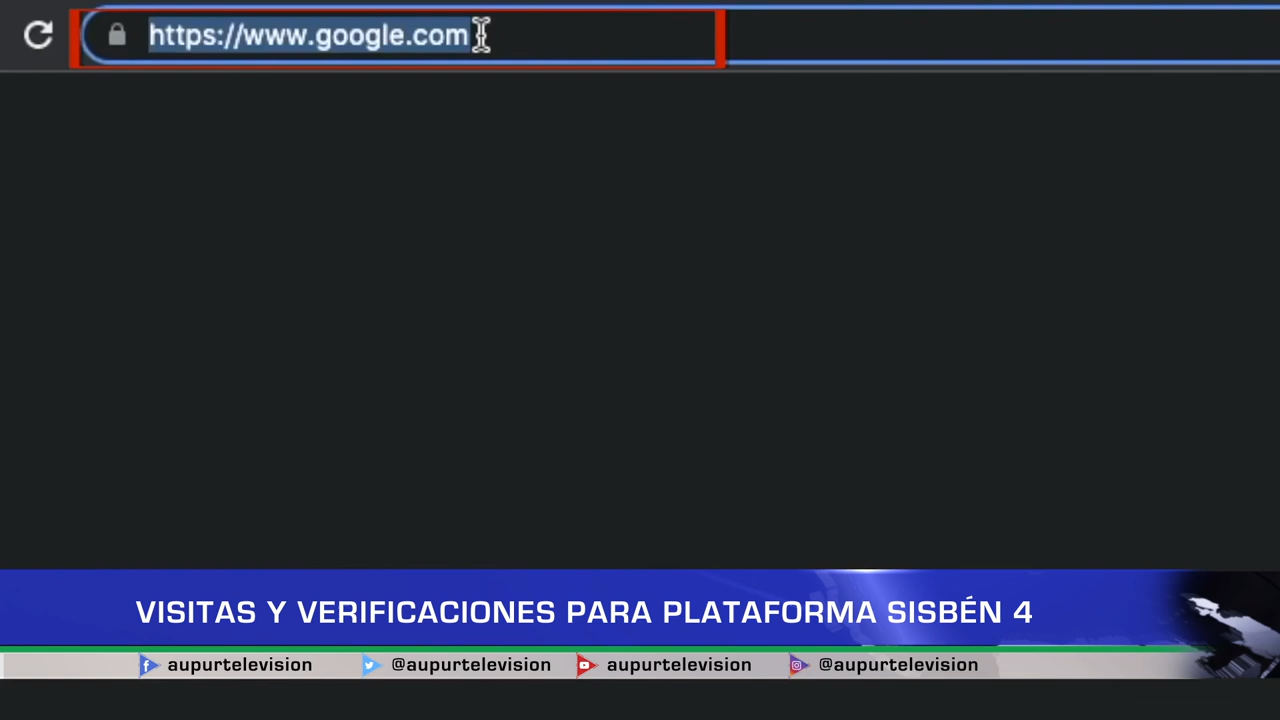 https://www.google.com
VISITAS Y VERIFICACIONES PARA PLATAFORMA SISBÉN 4
aupurtelevision @aupurtelevision aupurtelevision @aupurtelevision